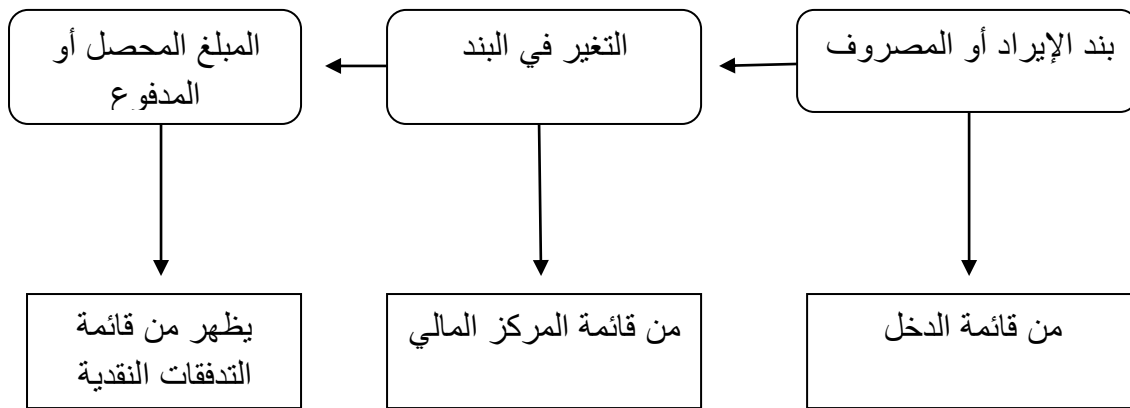 بند الإيراد أو المصروف
التغير في البند
المبلغ المحصل أو
المدفوع
من قائمة الدخل
من قائمة المركز المالي
يظهر من قائمة
التدفقات النقدية